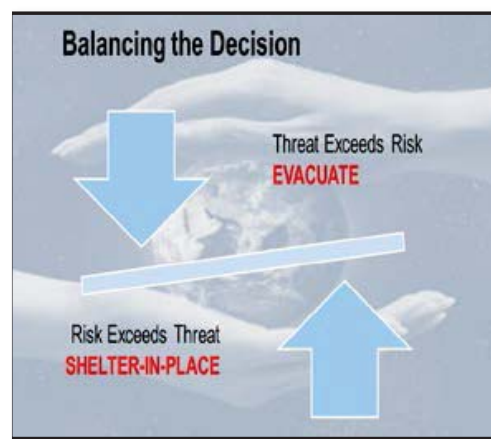 Balancing the Decision
Threat Exceeds Risk
EVACUATE
Risk Exceeds Threat
SHELTER-IN-PLACE